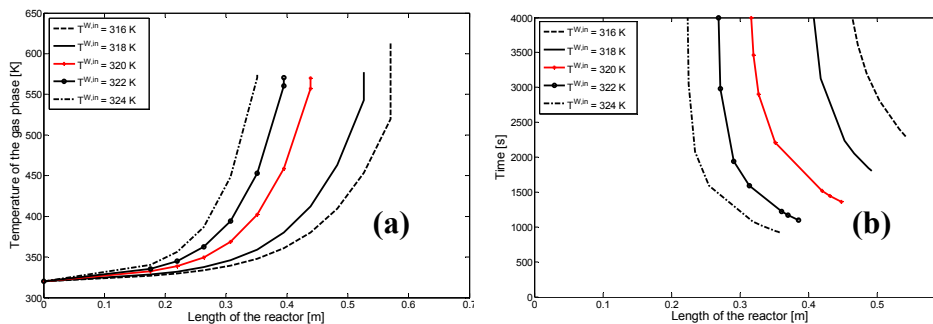 650
600
550
500
450
400
350
300
0
0.1
0.2
0.3
0.4
0.5
0.6
0.7
Temperature of the gas phase [K]
Length of the reactor [m]
T^W,in = 316 K
T^W,in = 318 K
T^W,in = 320 K
T^W,in = 322 K
T^W,in = 324 K
(a)
4000
3500
3000
2500
2000
1500
1000
500
0
0
0.1
0.2
0.3
0.4
0.5
Time [s]
Length of the reactor [m]
T^W,in = 316 K
T^W,in = 318 K
T^W,in = 320 K
T^W,in = 322 K
T^W,in = 324 K
(b)